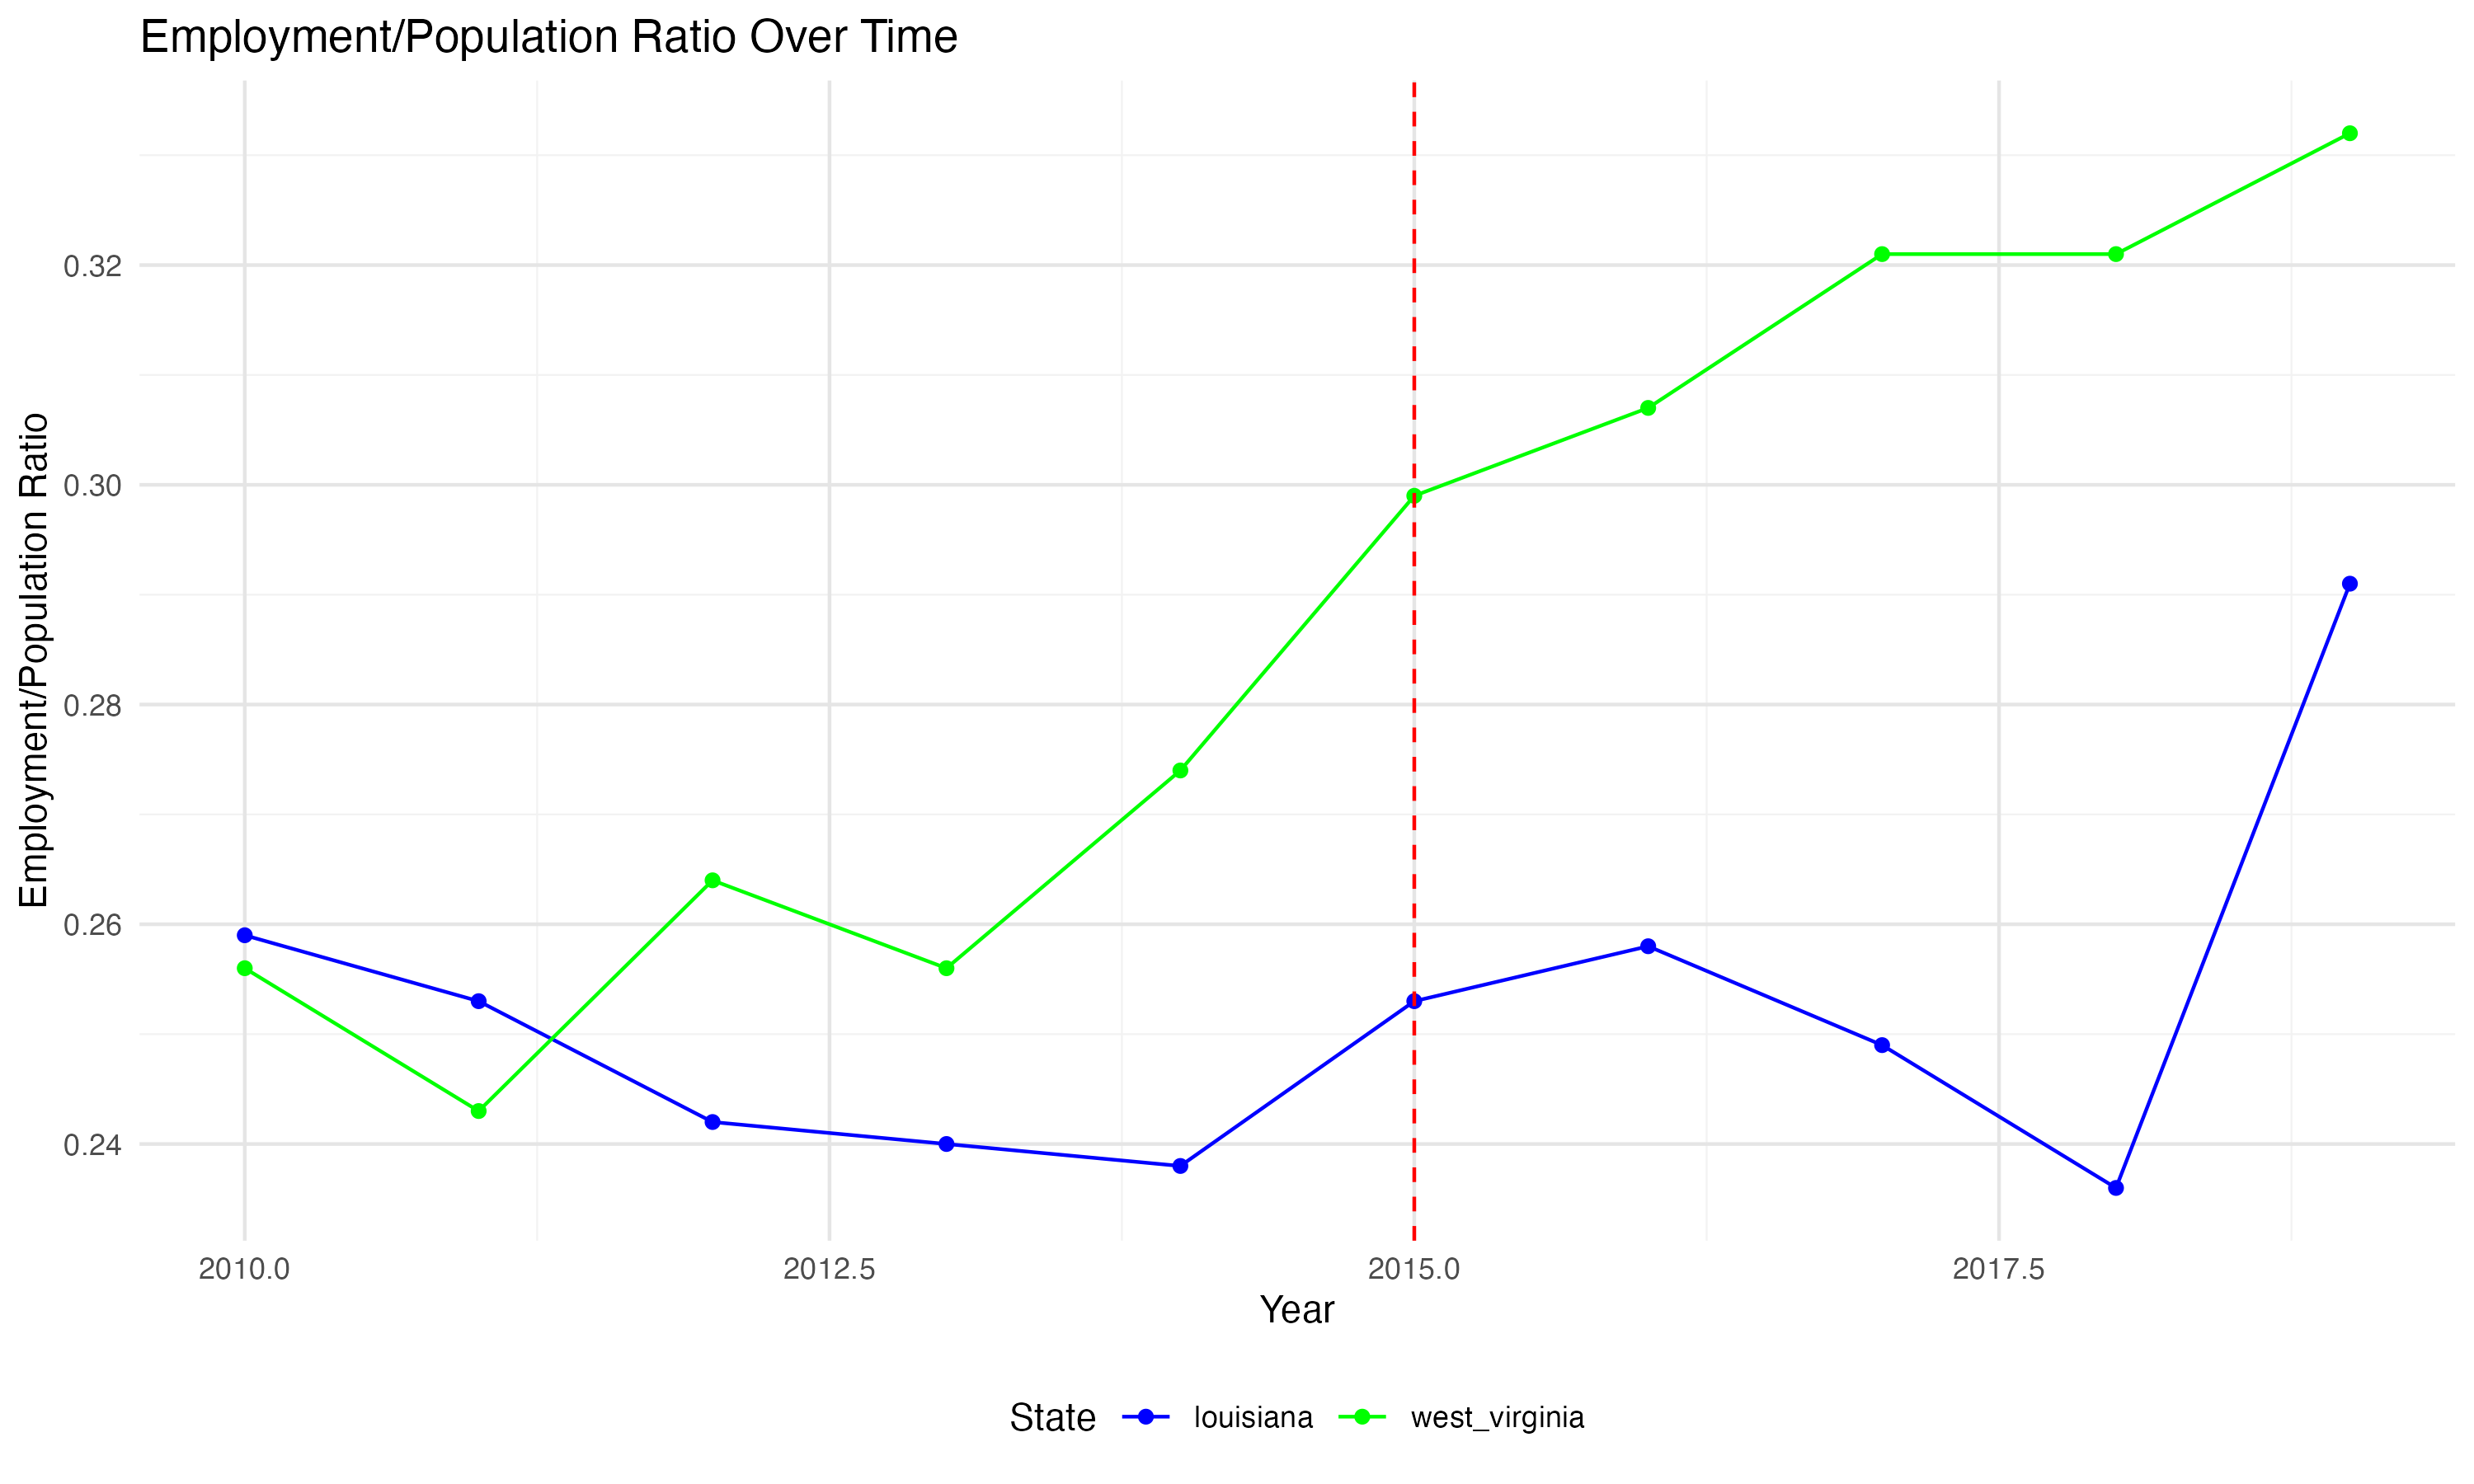 Employment/Population Ratio Over Time
Employment/Population Ratio
0.32
0.30
0.28
0.26
0.24
2010.0 2012.5 2015.0 2017.5
Year
State louisiana west_virginia